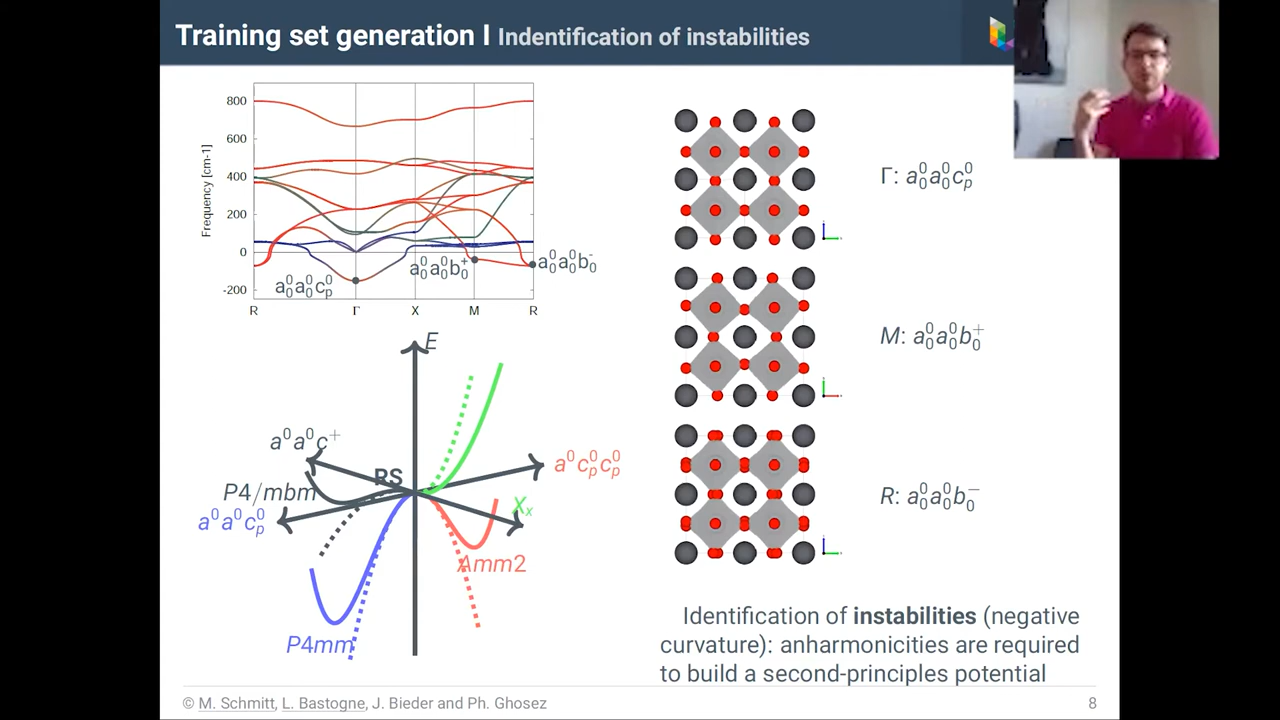 Training set generation I Indentification of instabilities
800
600
400
200
0
-200
Frequency [cm-1]
a⁰₀a⁰₀c⁰ₚ
a⁰₀a⁰₀b⁺₀
a⁰₀a⁰₀b⁻₀
R Γ X M R
E
a⁰a⁰c⁺
RS
a⁰c⁰ₚc⁰ₚ
P4/mbm
a⁰a⁰c⁰ₚ
Xₓ
Amm2
P4mm
Γ: a⁰₀a⁰₀c⁰ₚ
M: a⁰₀a⁰₀b⁺₀
R: a⁰₀a⁰₀b⁻₀
Identification of instabilities (negative
curvature): anharmonicities are required
to build a second-principles potential
© M. Schmitt, L. Bastogne, J. Bieder and Ph. Ghosez
8